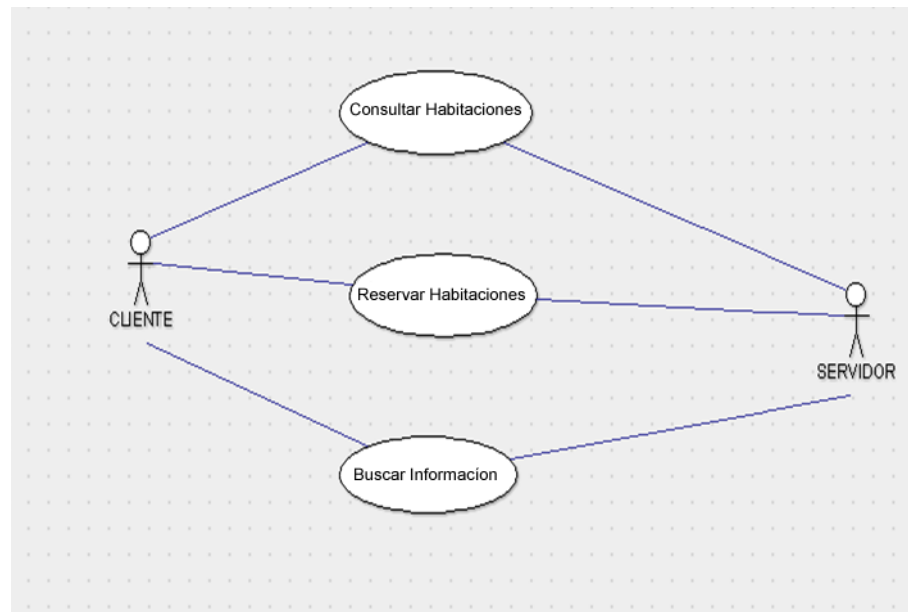 Consultar Habitaciones
Reservar Habitaciones
CLIENTE
SERVIDOR
Buscar Informacion